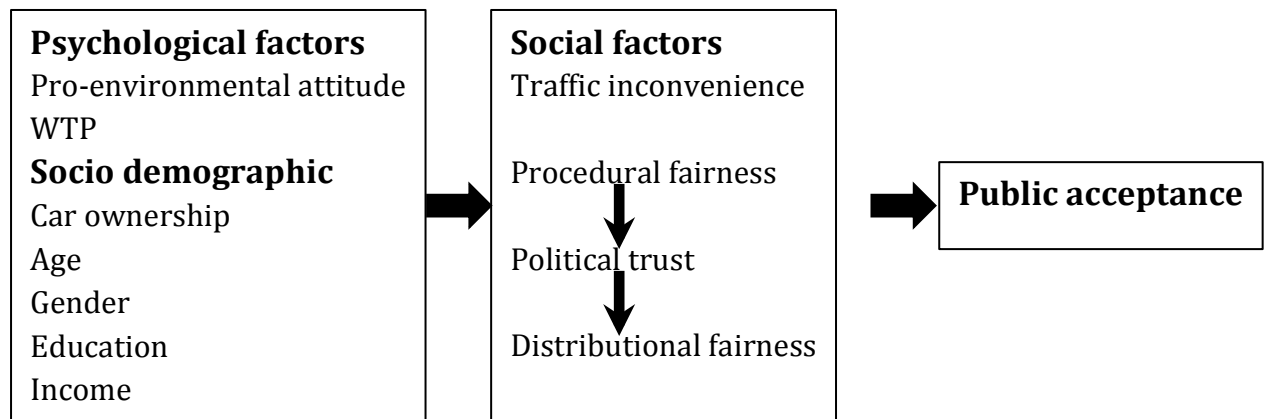 Psychological factors
Pro-environmental attitude
WTP
Socio demographic
Car ownership
Age
Gender
Education
Income
Social factors
Traffic inconvenience
Procedural fairness
Political trust
Distributional fairness
Public acceptance